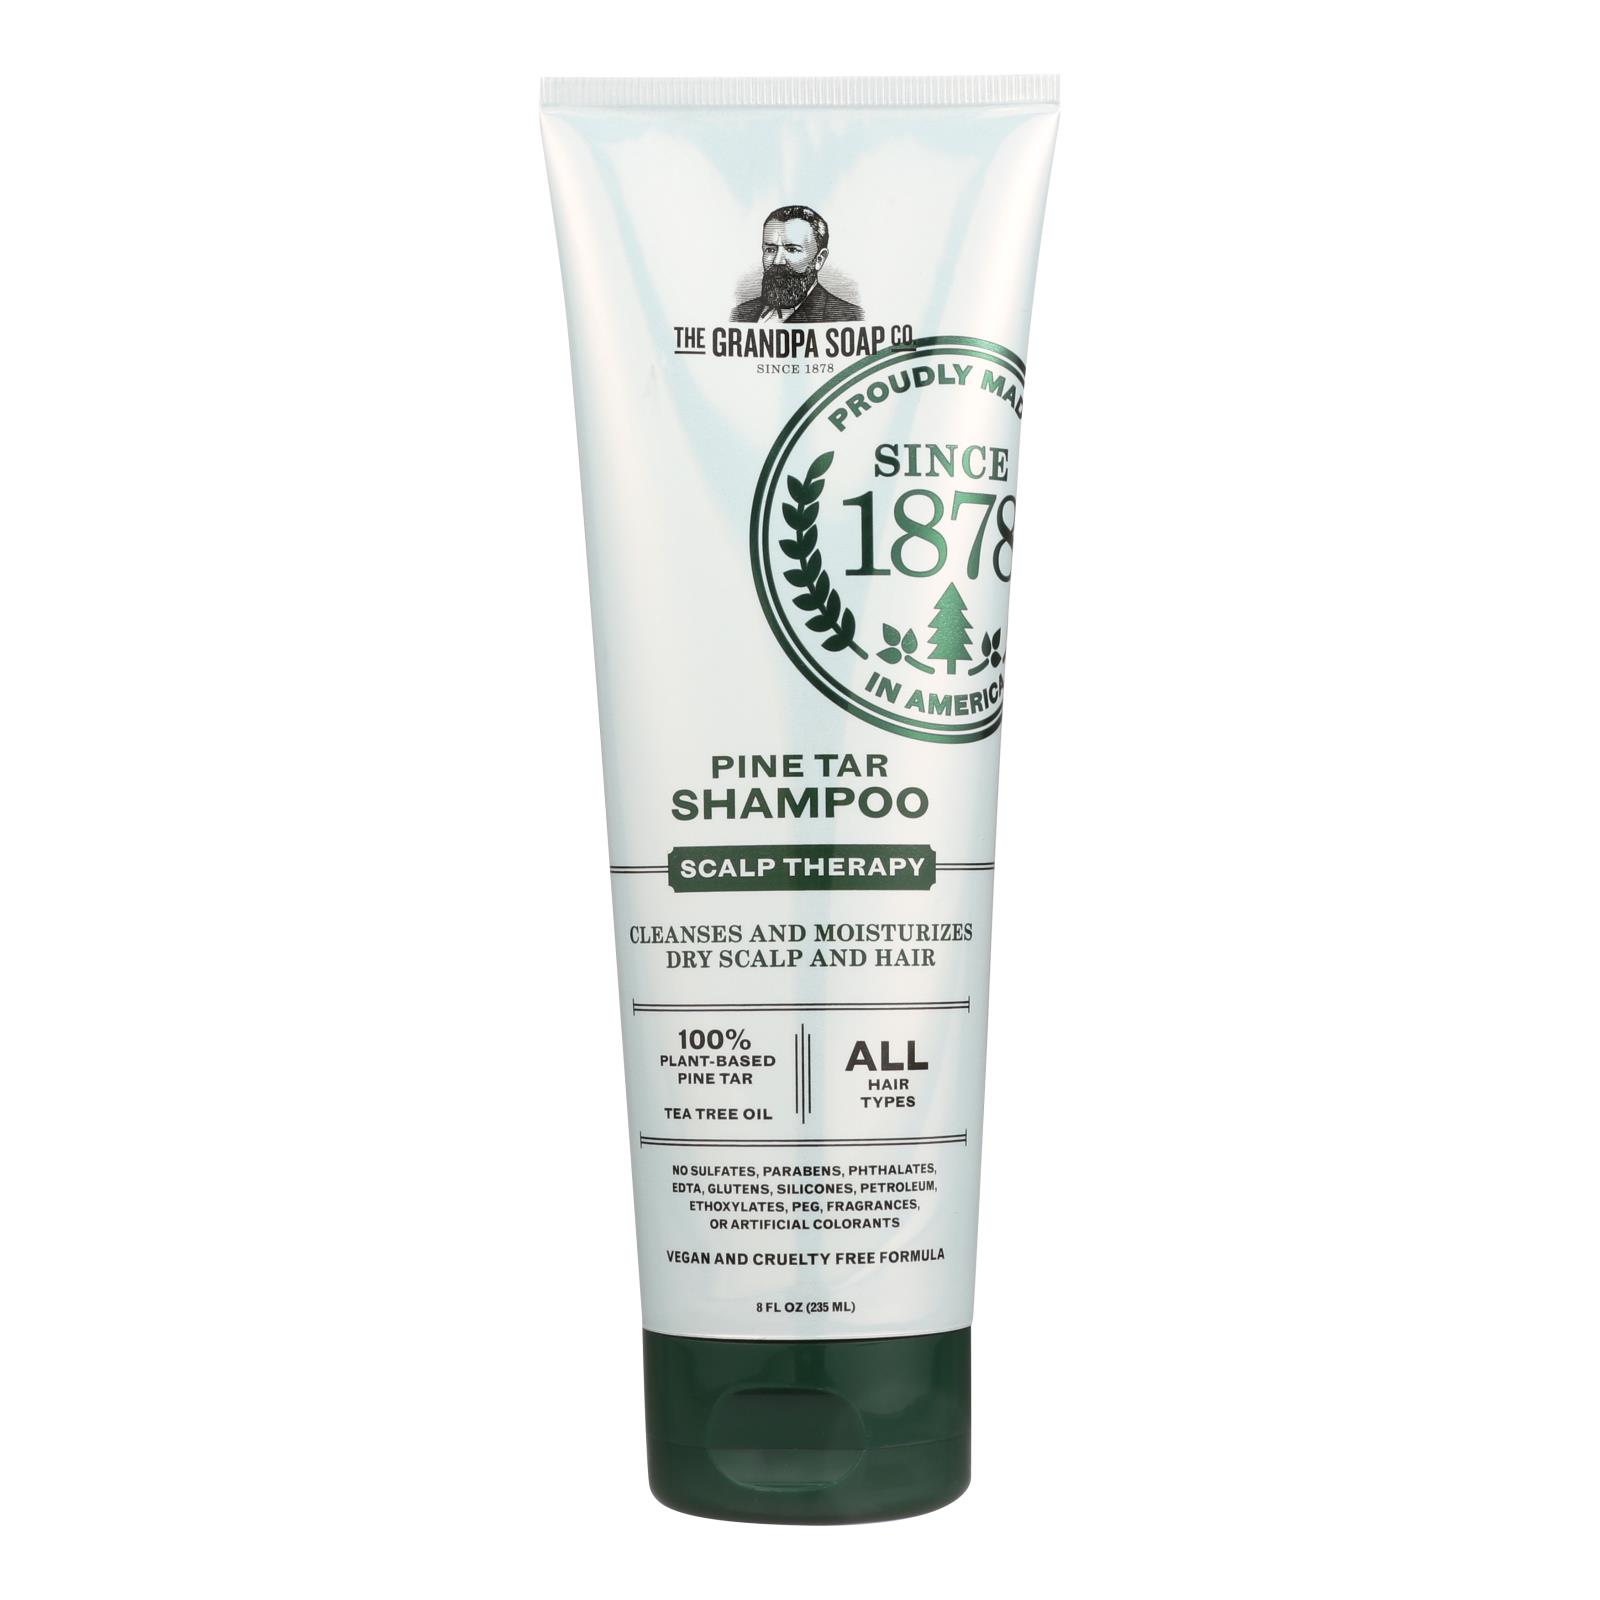 THE GRANDPA SOAP CO.
SINCE 1878
PROUDLY
SINCE
1878
IN AMERICA
PINE TAR
SHAMPOO
SCALP THERAPY
CLEANSES AND MOISTURIZES
DRY SCALP AND HAIR
100%
PLANT-BASED
PINE TAR
TEA TREE OIL
ALL
HAIR
TYPES
NO SULFATES, PARABENS, PHTHALATES,
EDTA, GLUTENS, SILICONES, PETROLEUM,
ETHOXYLATES, PEG, FRAGRANCES,
OR ARTIFICIAL COLORANTS
VEGAN AND CRUELTY FREE FORMULA
8 FL OZ (235 ML)